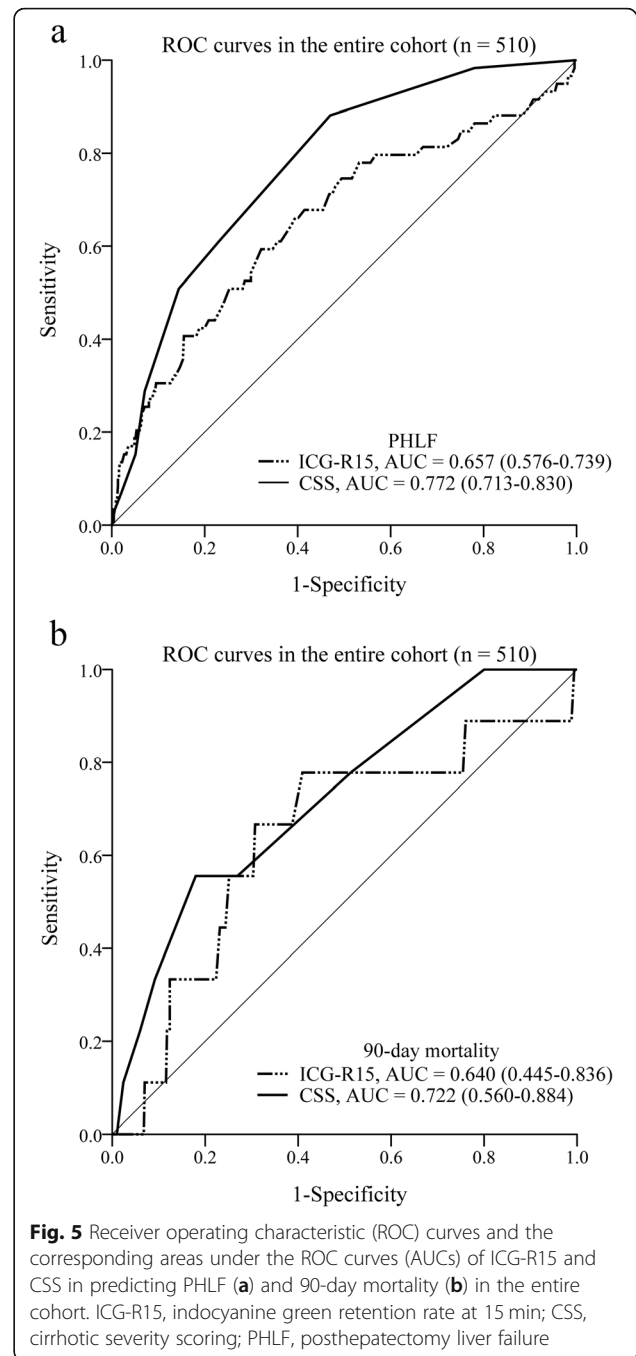 a
ROC curves in the entire cohort (n = 510)
1.0
0.8
0.6
0.4
0.2
0.0
Sensitivity
PHLF
ICG-R15, AUC = 0.657 (0.576-0.739)
CSS, AUC = 0.772 (0.713-0.830)
0.0 0.2 0.4 0.6 0.8 1.0
1-Specificity
b
ROC curves in the entire cohort (n = 510)
1.0
0.8
0.6
0.4
0.2
0.0
Sensitivity
90-day mortality
ICG-R15, AUC = 0.640 (0.445-0.836)
CSS, AUC = 0.722 (0.560-0.884)
0.0 0.2 0.4 0.6 0.8 1.0
1-Specificity
Fig. 5 Receiver operating characteristic (ROC) curves and the
corresponding areas under the ROC curves (AUCs) of ICG-R15 and
CSS in predicting PHLF (a) and 90-day mortality (b) in the entire
cohort. ICG-R15, indocyanine green retention rate at 15 min; CSS,
cirrhotic severity scoring; PHLF, posthepatectomy liver failure